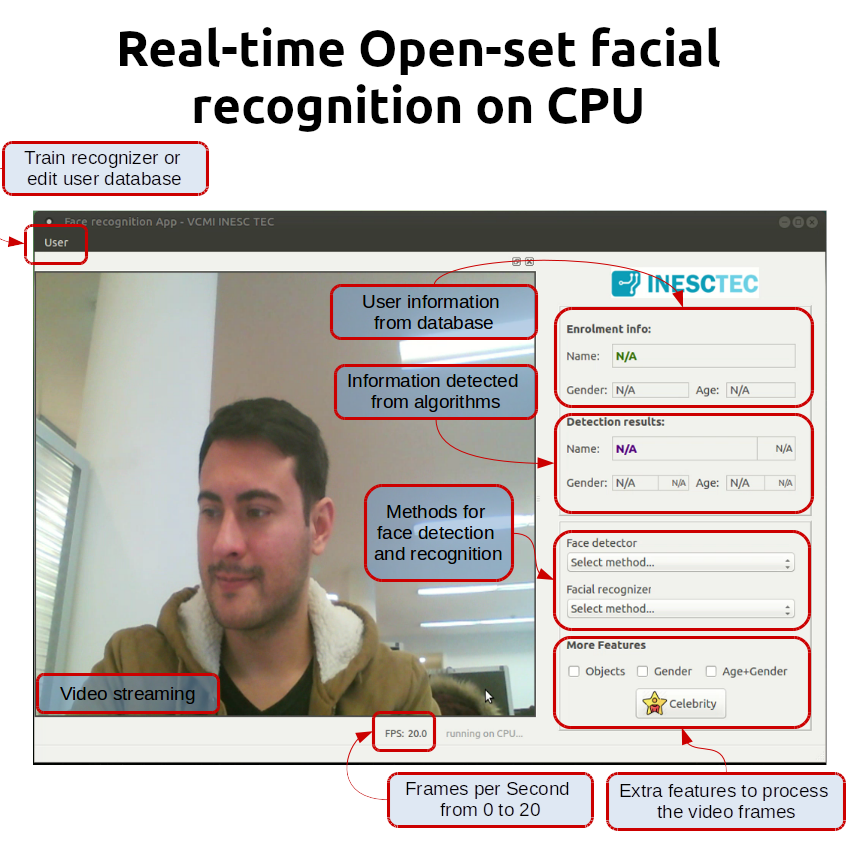 Real-time Open-set facial
recognition on CPU
Train recognizer or
edit user database
Face recognition App - VCMI INESC TEC
User
INESCTEC
User information
from database
Enrolment info:
Name: N/A
Gender: N/A Age: N/A
Information detected
from algorithms
Detection results:
Name: N/A N/A
Gender: N/A N/A Age: N/A N/A
Methods for
face detection
and recognition
Face detector
Select method...
Facial recognizer
Select method...
More Features
Objects Gender Age+Gender
Celebrity
Video streaming
FPS: 20.0 running on CPU...
Frames per Second
from 0 to 20
Extra features to process
the video frames